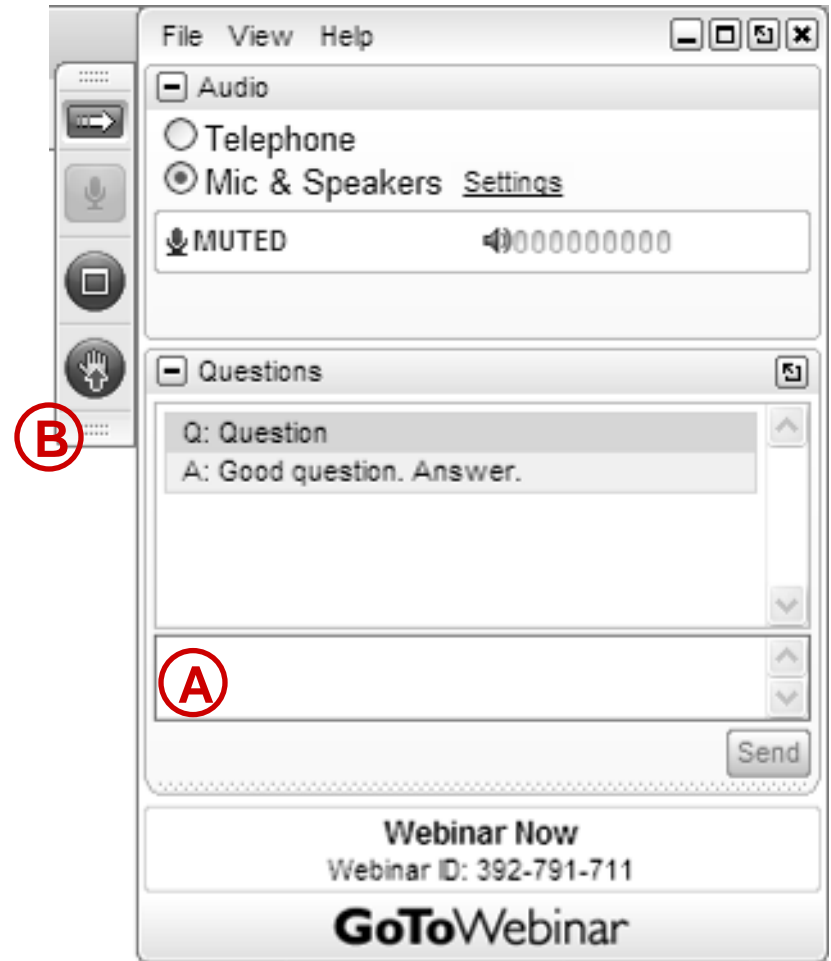 File View Help
Audio
Telephone
Mic & Speakers Settings
MUTED
Questions
B
Q: Question
A: Good question. Answer.
A
Send
Webinar Now
Webinar ID: 392-791-711
GoToWebinar